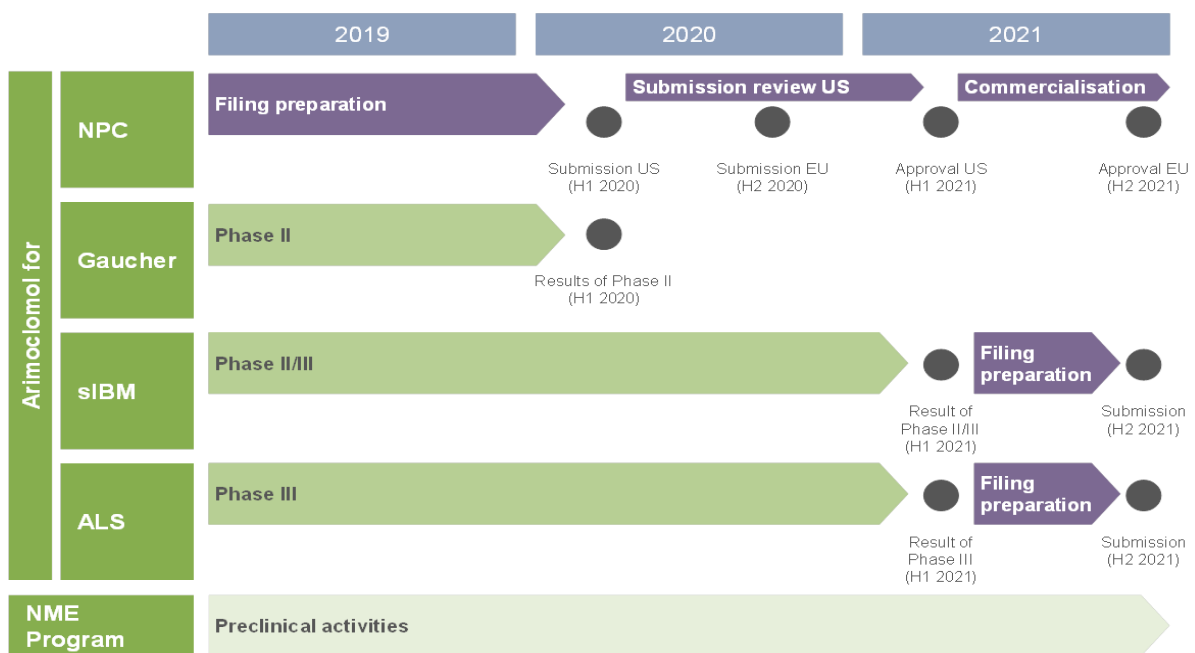 2019
2020
2021
Arimoclomol for
NPC
Filing preparation
Submission review US
Commercialisation
Submission US
(H1 2020)
Submission EU
(H2 2020)
Approval US
(H1 2021)
Approval EU
(H2 2021)
Gaucher
Phase II
Results of Phase II
(H1 2020)
sIBM
Phase II/III
Filing
preparation
Result of
Phase II/III
(H1 2021)
Submission
(H2 2021)
ALS
Phase III
Filing
preparation
Result of
Phase III
(H1 2021)
Submission
(H2 2021)
NME
Program
Preclinical activities